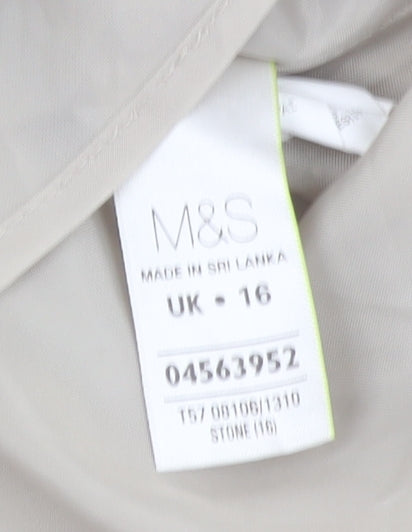 M&S
MADE IN SRI LANKA
UK • 16
04563952
T57 08106/1310
STONE (16)